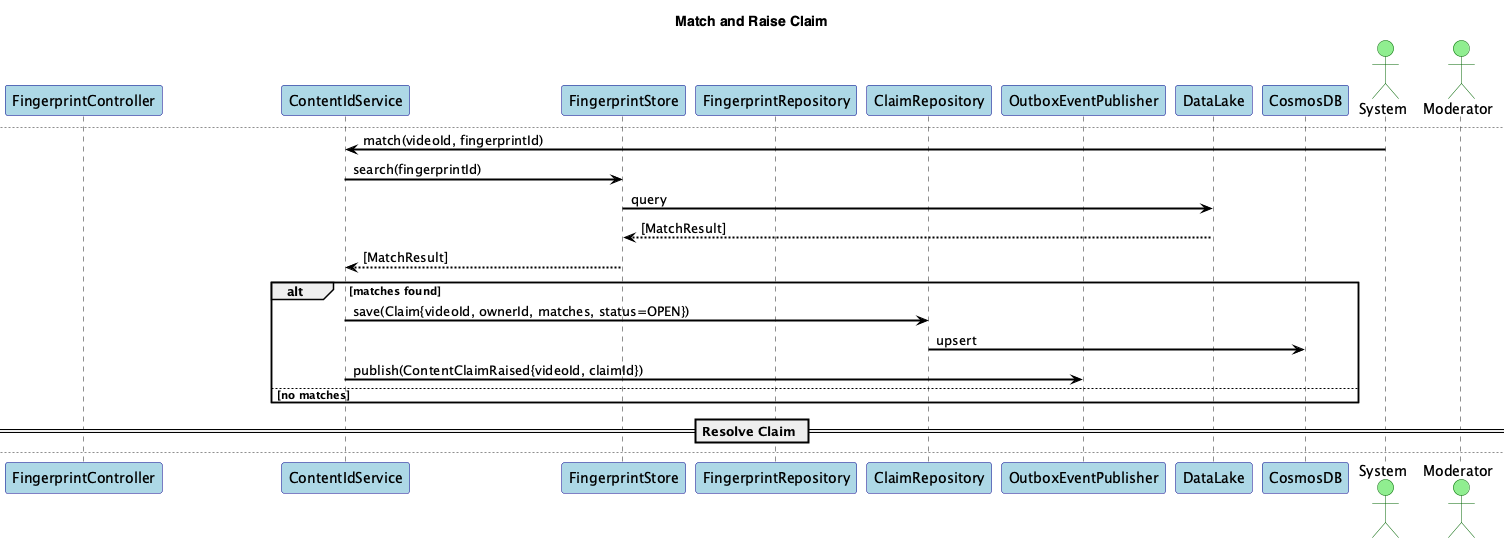 Match and Raise Claim
FingerprintController
ContentIdService
FingerprintStore
FingerprintRepository
ClaimRepository
OutboxEventPublisher
DataLake
CosmosDB
System
Moderator
match(videoId, fingerprintId)
search(fingerprintId)
query
[MatchResult]
[MatchResult]
alt
[matches found]
save(Claim{videoId, ownerId, matches, status=OPEN})
upsert
publish(ContentClaimRaised{videoId, claimId})
[no matches]
Resolve Claim
FingerprintController
ContentIdService
FingerprintStore
FingerprintRepository
ClaimRepository
OutboxEventPublisher
DataLake
CosmosDB
System
Moderator